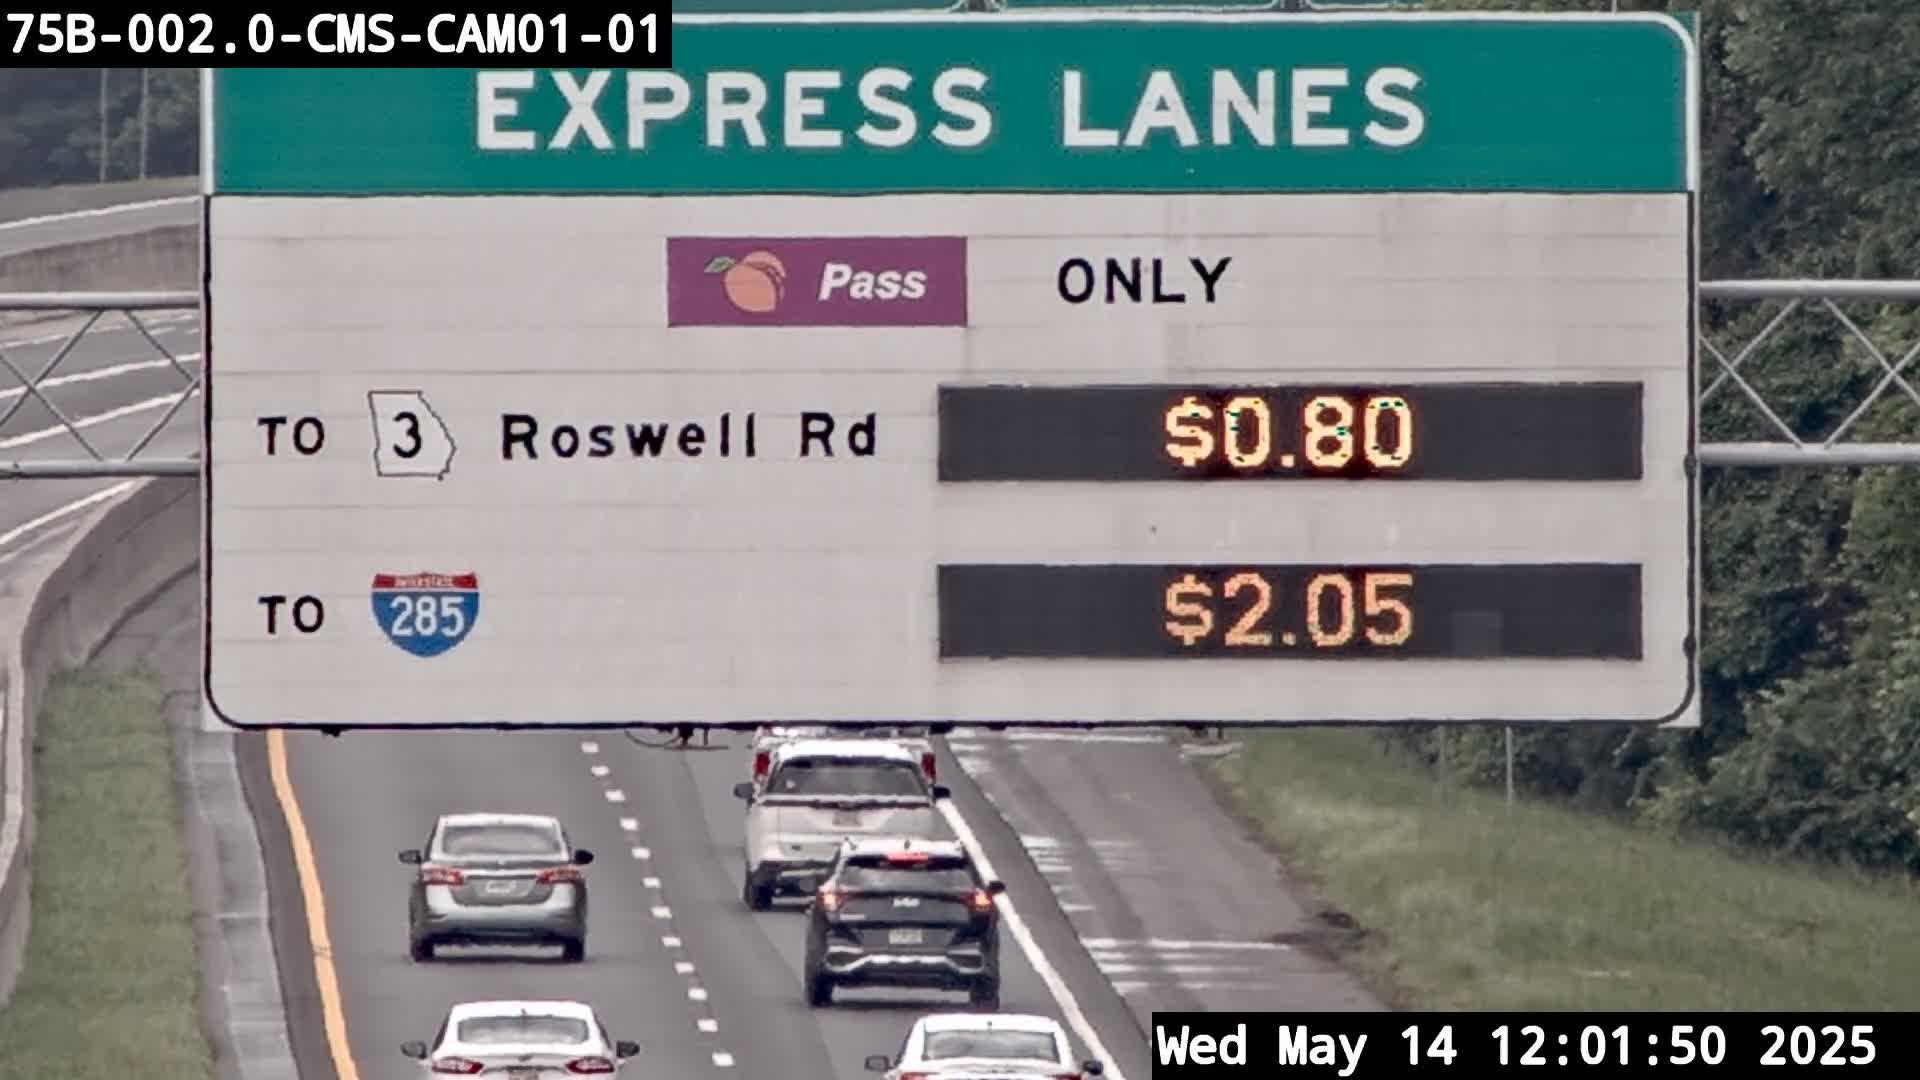 75B-002.0-CMS-CAM01-01
EXPRESS LANES
Pass ONLY
TO 3 Roswell Rd $0.80
INTERSTATE
TO 285 $2.05
Wed May 14 12:01:50 2025